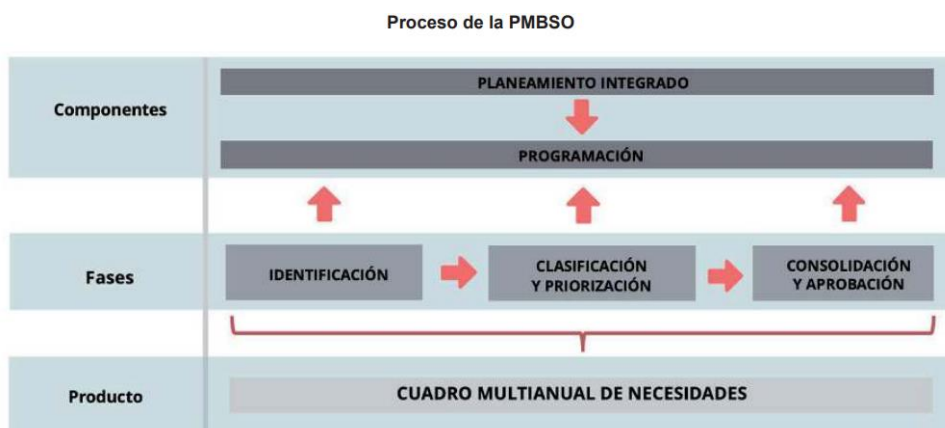 Proceso de la PMBSO
Componentes
PLANEAMIENTO INTEGRADO
PROGRAMACIÓN
Fases
IDENTIFICACIÓN
CLASIFICACIÓN
Y PRIORIZACIÓN
CONSOLIDACIÓN
Y APROBACIÓN
Producto
CUADRO MULTIANUAL DE NECESIDADES